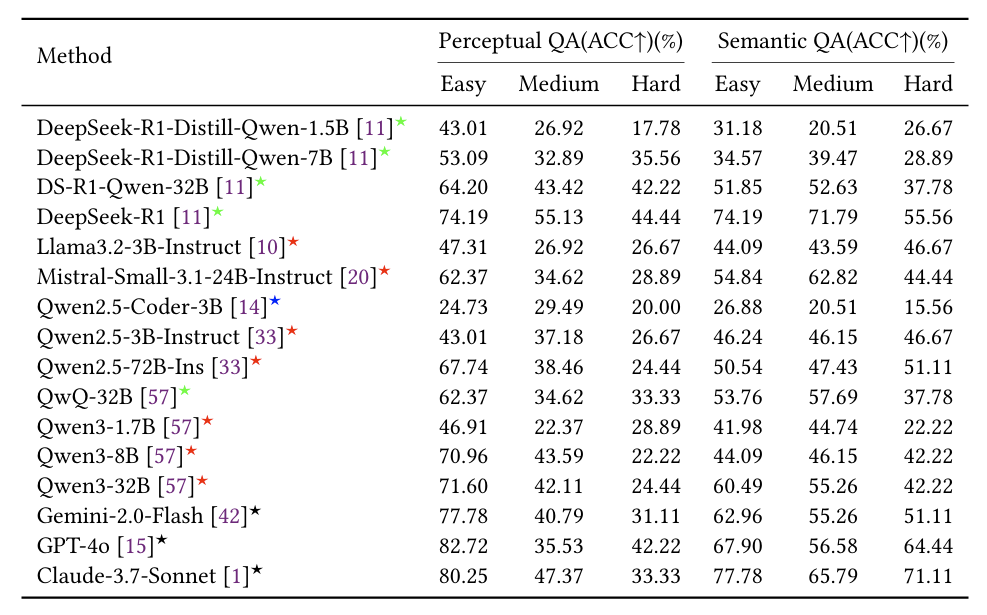 Method Perceptual QA(ACC↑)(%) Semantic QA(ACC↑)(%)
Easy Medium Hard Easy Medium Hard
DeepSeek-R1-Distill-Qwen-1.5B [11]★ 43.01 26.92 17.78 31.18 20.51 26.67
DeepSeek-R1-Distill-Qwen-7B [11]★ 53.09 32.89 35.56 34.57 39.47 28.89
DS-R1-Qwen-32B [11]★ 64.20 43.42 42.22 51.85 52.63 37.78
DeepSeek-R1 [11]★ 74.19 55.13 44.44 74.19 71.79 55.56
Llama3.2-3B-Instruct [10]★ 47.31 26.92 26.67 44.09 43.59 46.67
Mistral-Small-3.1-24B-Instruct [20]★ 62.37 34.62 28.89 54.84 62.82 44.44
Qwen2.5-Coder-3B [14]★ 24.73 29.49 20.00 26.88 20.51 15.56
Qwen2.5-3B-Instruct [33]★ 43.01 37.18 26.67 46.24 46.15 46.67
Qwen2.5-72B-Ins [33]★ 67.74 38.46 24.44 50.54 47.43 51.11
QwQ-32B [57]★ 62.37 34.62 33.33 53.76 57.69 37.78
Qwen3-1.7B [57]★ 46.91 22.37 28.89 41.98 44.74 22.22
Qwen3-8B [57]★ 70.96 43.59 22.22 44.09 46.15 42.22
Qwen3-32B [57]★ 71.60 42.11 24.44 60.49 55.26 42.22
Gemini-2.0-Flash [42]★ 77.78 40.79 31.11 62.96 55.26 51.11
GPT-4o [15]★ 82.72 35.53 42.22 67.90 56.58 64.44
Claude-3.7-Sonnet [1]★ 80.25 47.37 33.33 77.78 65.79 71.11